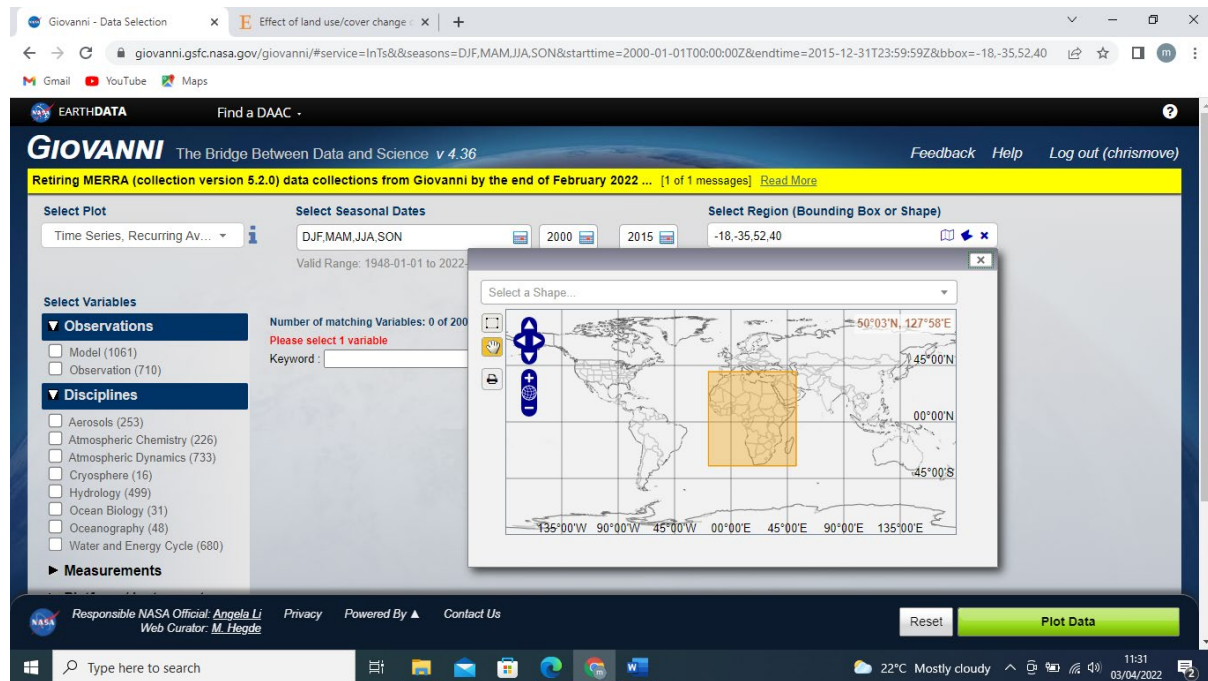 Giovanni - Data Selection
Effect of land use/cover change
giovanni.gsfc.nasa.gov/giovanni/#service=InTs&&seasons=DJF,MAM,JJA,SON&starttime=2000-01-01T00:00:00Z&endtime=2015-12-31T23:59:59Z&bbox=-18,-35,52,40
m
Gmail YouTube Maps
EARTHDATA Find a DAAC
GIOVANNI The Bridge Between Data and Science v 4.36 Feedback Help Log out (chrismove)
Retiring MERRA (collection version 5.2.0) data collections from Giovanni by the end of February 2022 ... [1 of 1 messages] Read More
Select Plot Select Seasonal Dates Select Region (Bounding Box or Shape)
Time Series, Recurring Av... i DJF,MAM,JJA,SON 2000 2015 -18,-35,52,40
Valid Range: 1948-01-01 to 2022-
Select a Shape...
Select Variables
Observations
Number of matching Variables: 0 of 200
Please select 1 variable
Keyword :
Model (1061)
Observation (710)
Disciplines
Aerosols (253)
Atmospheric Chemistry (226)
Atmospheric Dynamics (733)
Cryosphere (16)
Hydrology (499)
Ocean Biology (31)
Oceanography (48)
Water and Energy Cycle (680)
Measurements
50°03'N, 127°58'E
45°00'N
00°00'N
45°00'S
135°00'W 90°00'W 45°00'W 00°00'E 45°00'E 90°00'E 135°00'E
NASA
Responsible NASA Official: Angela Li Privacy Powered By Contact Us
Web Curator: M. Hegde
Reset Plot Data
Type here to search
22°C Mostly cloudy
11:31
03/04/2022
2